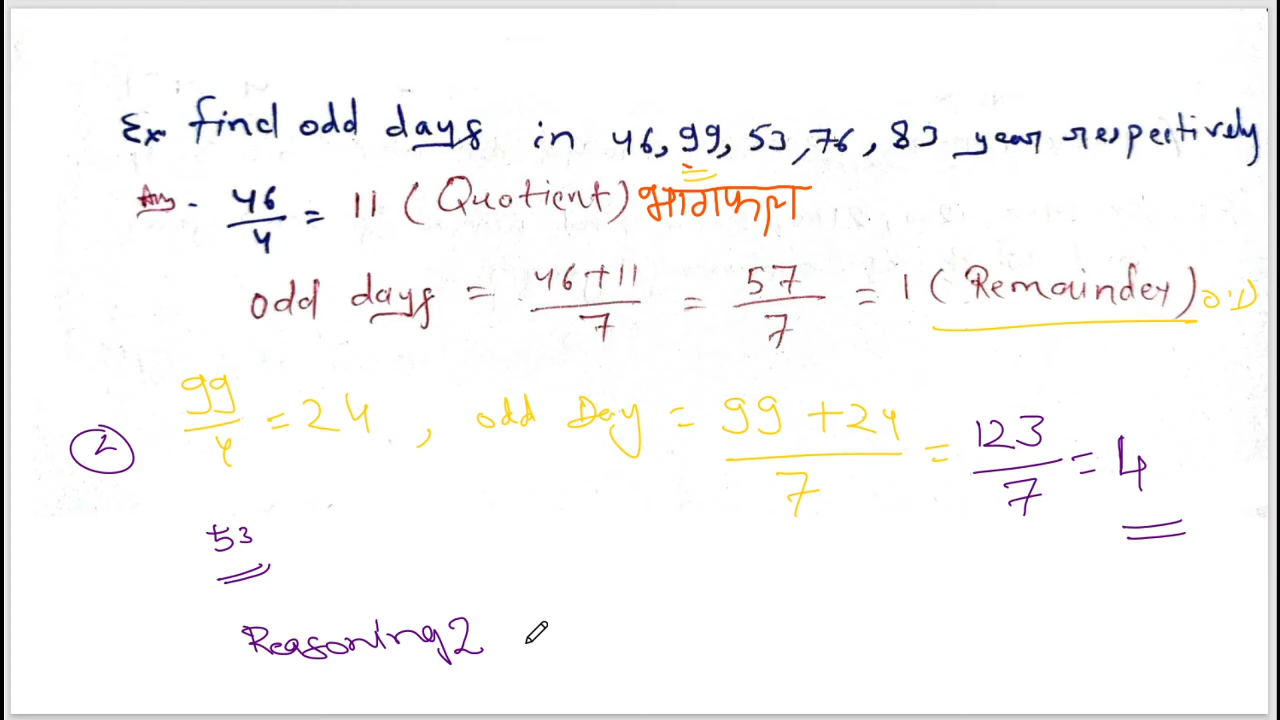 Ex. find odd days in 46, 99, 53, 76, 83 year respectively
Ans - 46/4 = 11 (Quotient) भागफल
odd days = 46+11/7 = 57/7 = 1 (Remainder) O.D
② 99/4 = 24 , odd Day = 99+24/7 = 123/7 = 4
53
Reasoning 2